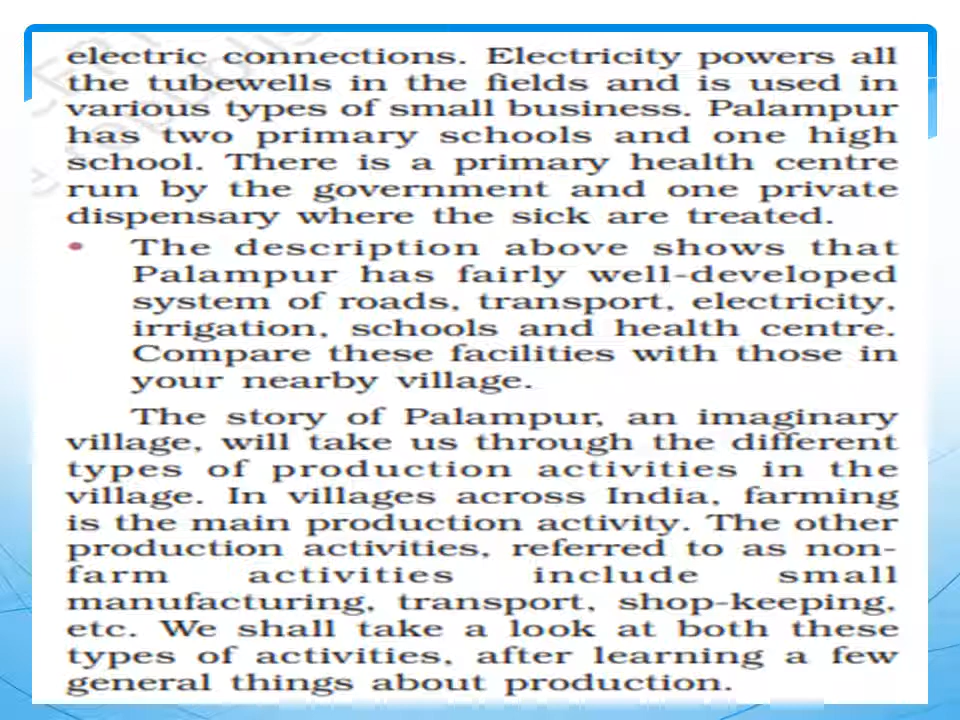 electric connections. Electricity powers all
the tubewells in the fields and is used in
various types of small business. Palampur
has two primary schools and one high
school. There is a primary health centre
run by the government and one private
dispensary where the sick are treated.
• The description above shows that
Palampur has fairly well-developed
system of roads, transport, electricity,
irrigation, schools and health centre.
Compare these facilities with those in
your nearby village.
The story of Palampur, an imaginary
village, will take us through the different
types of production activities in the
village. In villages across India, farming
is the main production activity. The other
production activities, referred to as non-
farm activities include small
manufacturing, transport, shop-keeping,
etc. We shall take a look at both these
types of activities, after learning a few
general things about production.